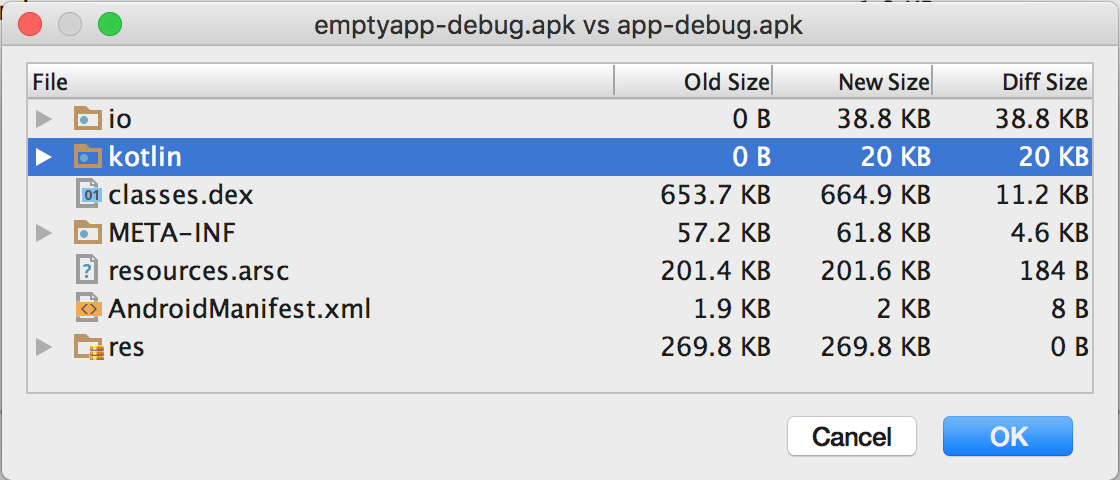 emptyapp-debug.apk vs app-debug.apk
File Old Size New Size Diff Size
io 0 B 38.8 KB 38.8 KB
kotlin 0 B 20 KB 20 KB
01 classes.dex 653.7 KB 664.9 KB 11.2 KB
META-INF 57.2 KB 61.8 KB 4.6 KB
? resources.arsc 201.4 KB 201.6 KB 184 B
<> AndroidManifest.xml 1.9 KB 2 KB 8 B
res 269.8 KB 269.8 KB 0 B
Cancel OK